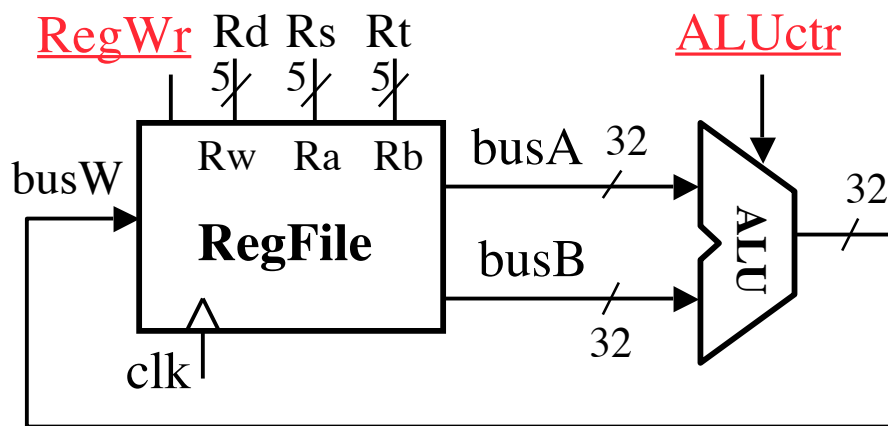 RegWr Rd Rs Rt ALUctr
5 5 5
Rw Ra Rb
busW busA 32 32
RegFile ALU
busB
32
clk